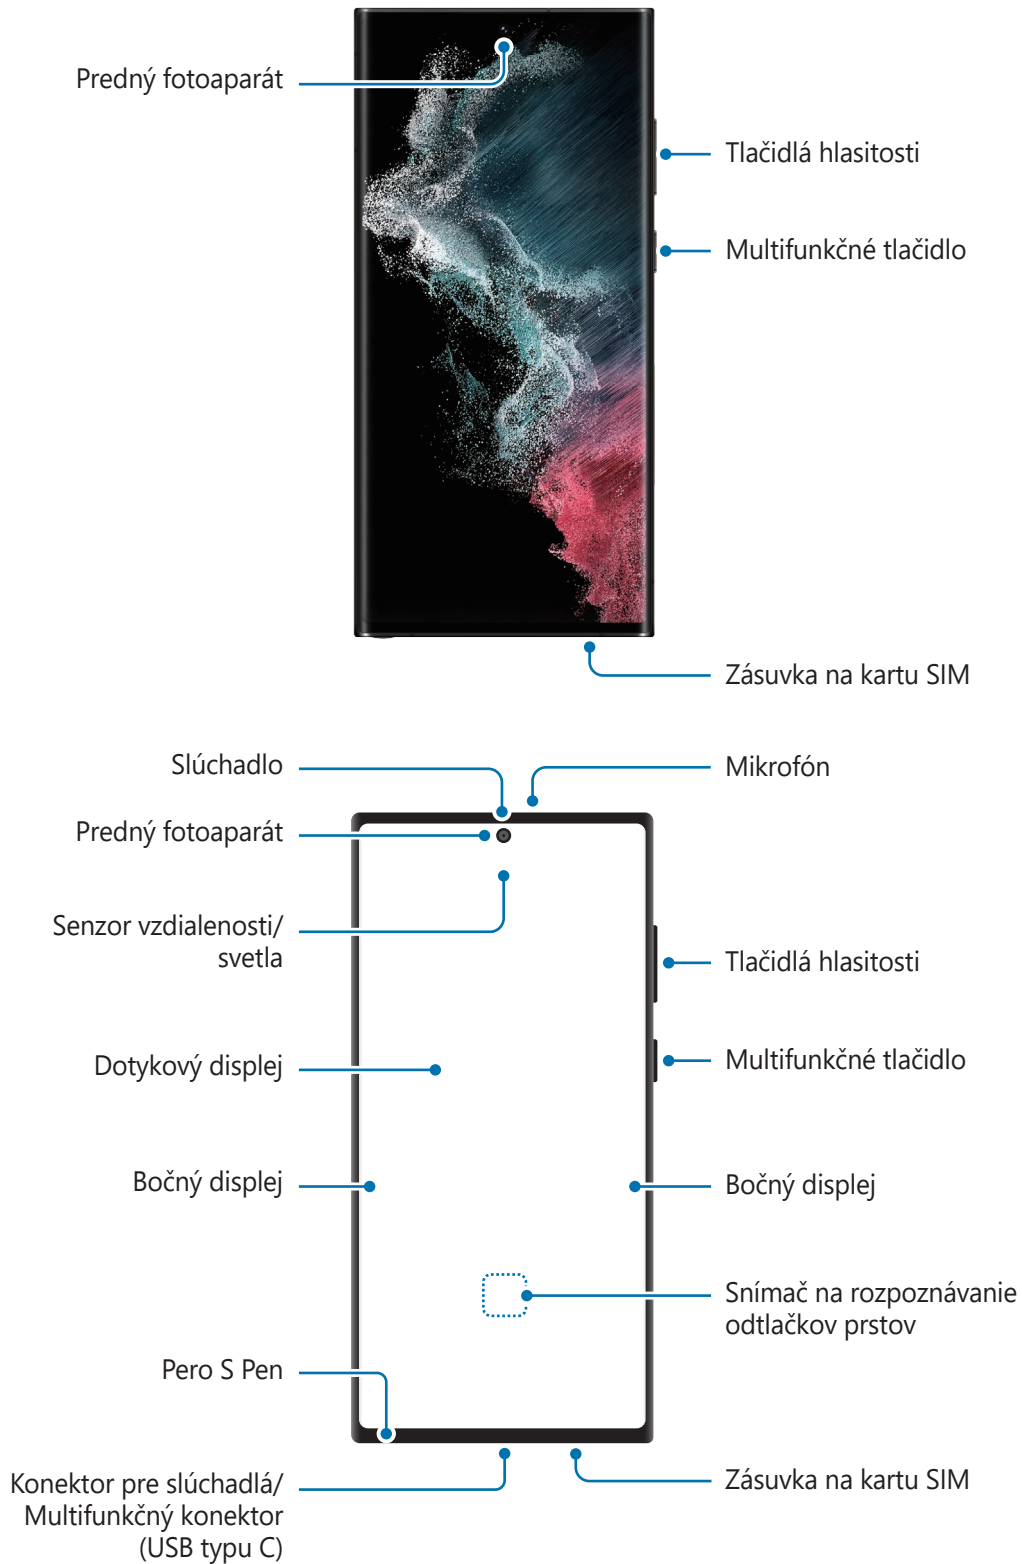 Predný fotoaparát
Tlačidlá hlasitosti
Multifunkčné tlačidlo
Zásuvka na kartu SIM
Slúchadlo
Mikrofón
Predný fotoaparát
Senzor vzdialenosti/
svetla
Tlačidlá hlasitosti
Dotykový displej
Multifunkčné tlačidlo
Bočný displej
Bočný displej
Snímač na rozpoznávanie
odtlačkov prstov
Pero S Pen
Konektor pre slúchadlá/
Multifunkčný konektor
(USB typu C)
Zásuvka na kartu SIM